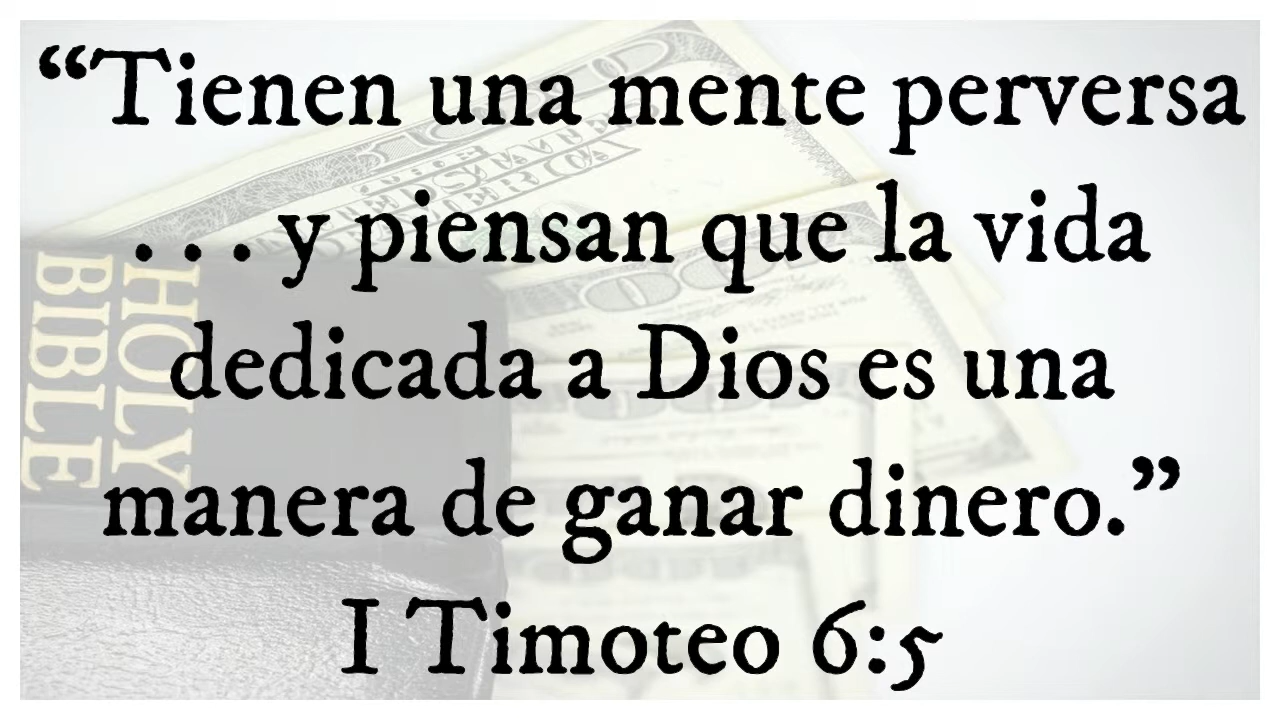 “Tienen una mente perversa
. . . y piensan que la vida
dedicada a Dios es una
manera de ganar dinero.”
I Timoteo 6:5
HOLY
BIBLE